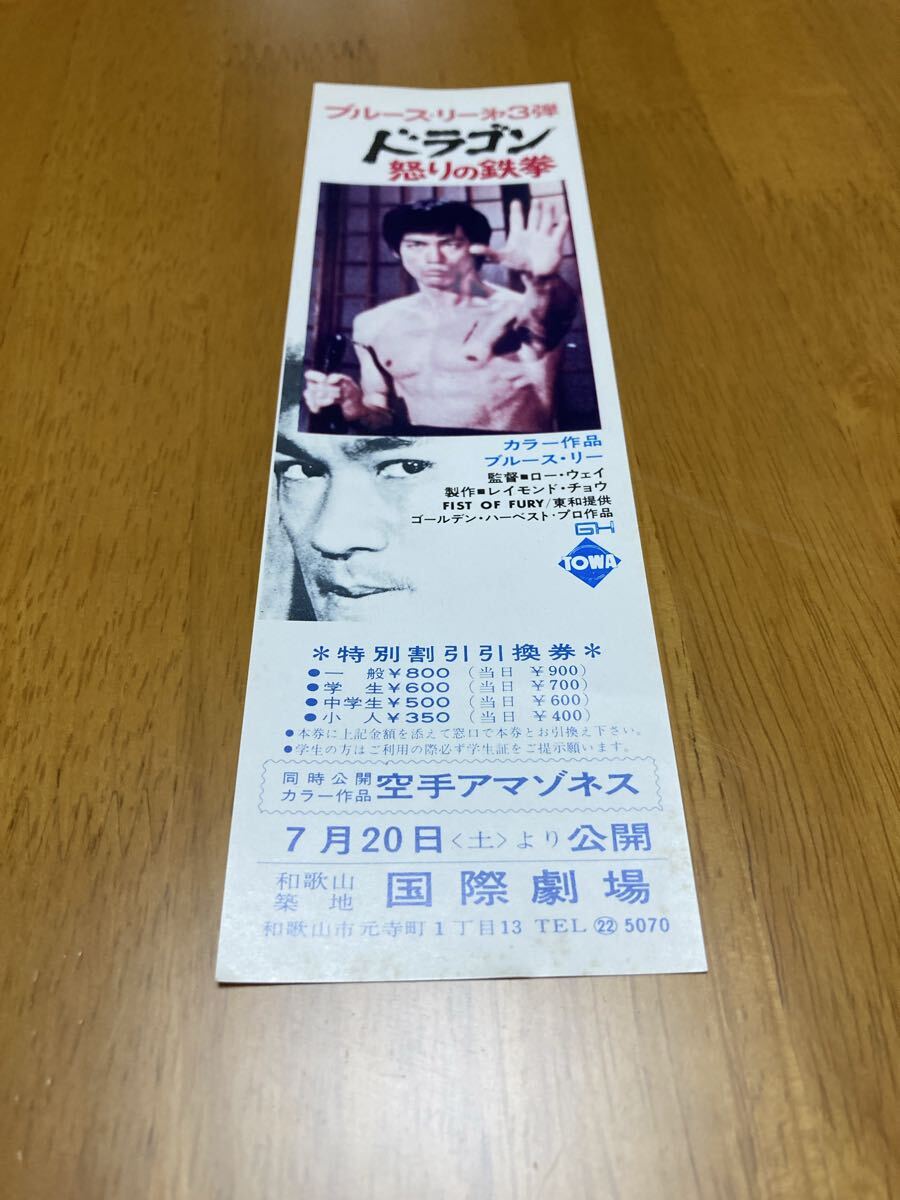 ブルース・リー第3弾
ドラゴン
怒りの鉄拳
カラー作品
ブルース・リー
監督■ロー・ウェイ
製作■レイモンド・チョウ
FIST OF FURY/東和提供
ゴールデン・ハーベスト・プロ作品
GH
TOWA
＊特別割引引換券＊
●一般￥800（当日 ￥900）
●学生￥600（当日 ￥700）
●中学生￥500（当日 ￥600）
●小人￥350（当日 ￥400）
●本券に上記金額を添えて窓口で本券とお引換え下さい。
●学生の方はご利用の際必ず学生証をご提示願います。
同時公開
カラー作品 空手アマゾネス
7月20日〈土〉より公開
和歌山
築地 国際劇場
和歌山市元寺町1丁目13 TEL ㉒ 5070